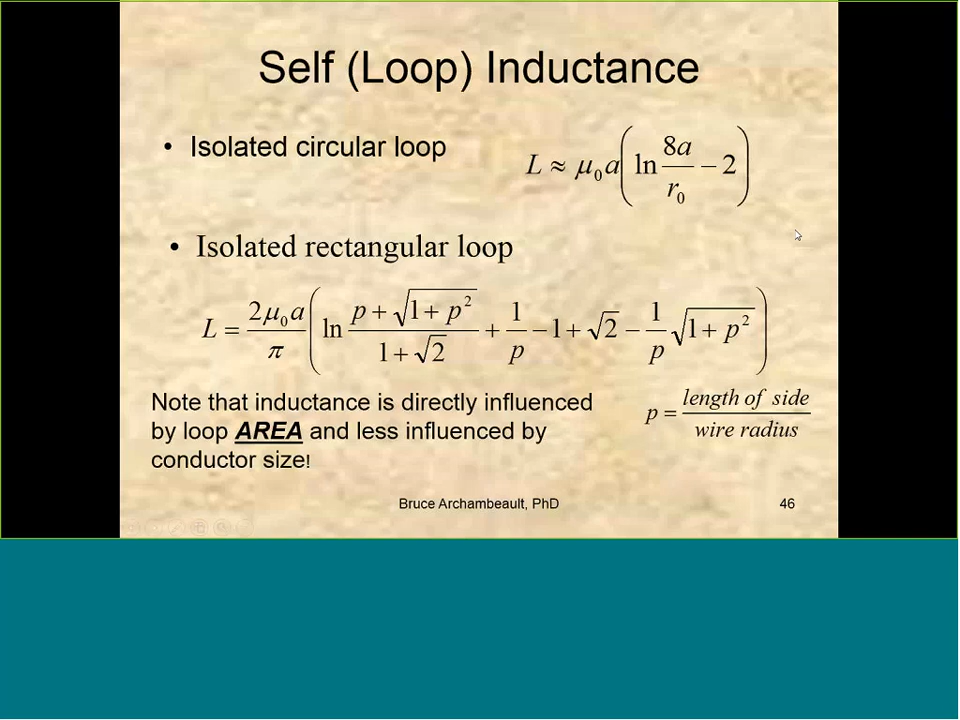 Self (Loop) Inductance
• Isolated circular loop
L ≈ μ₀a(ln 8a/r₀ − 2)
• Isolated rectangular loop
L = 2μ₀a/π (ln (p + √(1 + p²))/(1 + √2) + 1/p − 1 + √2 − 1/p √(1 + p²))
Note that inductance is directly influenced
by loop AREA and less influenced by
conductor size!
p = length of side / wire radius
Bruce Archambeault, PhD
46